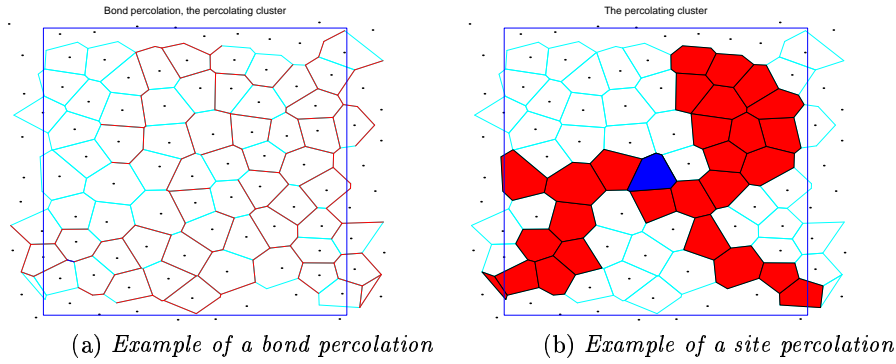 Bond percolation, the percolating cluster
The percolating cluster
(a) Example of a bond percolation
(b) Example of a site percolation